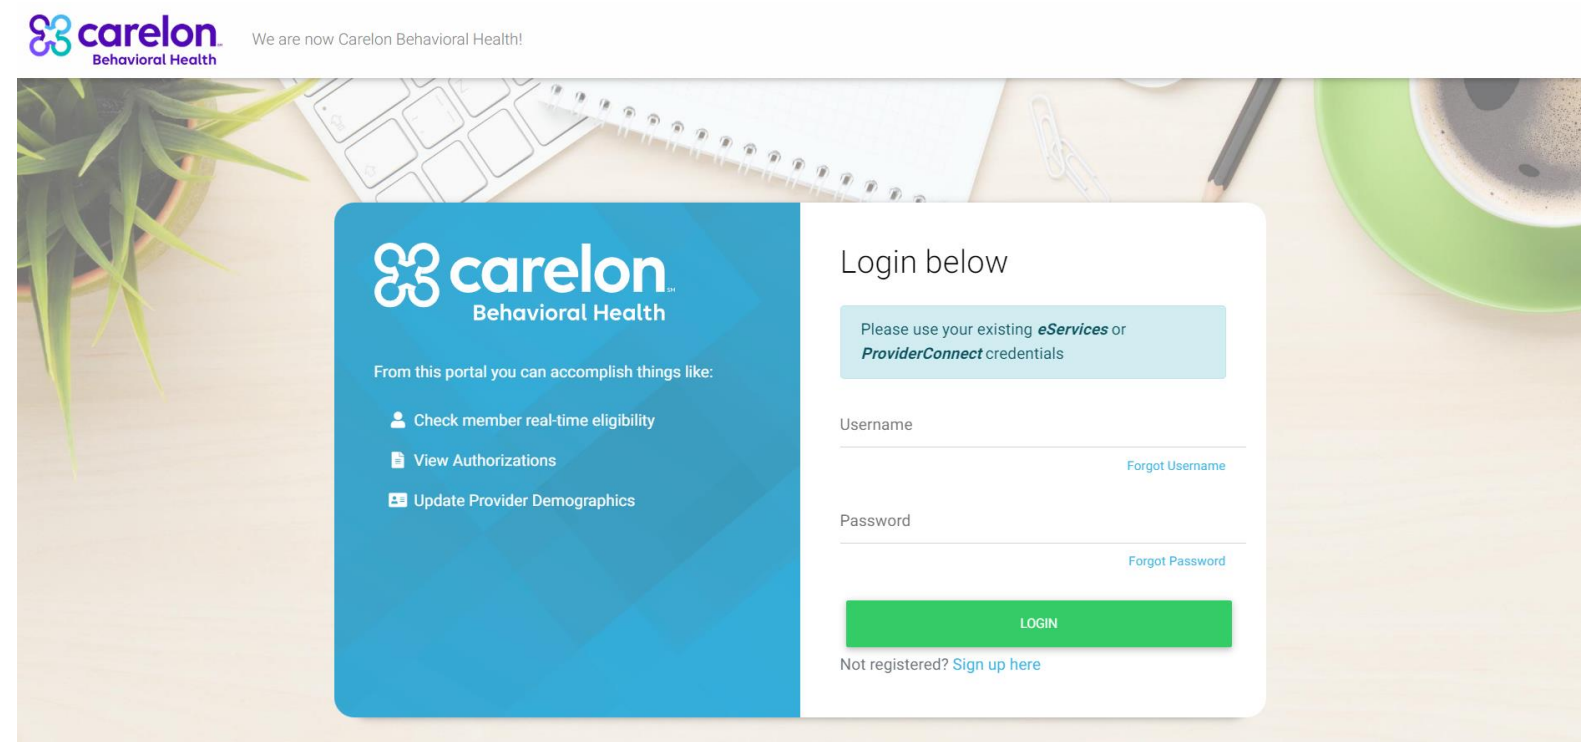 carelon
Behavioral Health
We are now Carelon Behavioral Health!
carelon SM
Behavioral Health
From this portal you can accomplish things like:
Check member real-time eligibility
View Authorizations
Update Provider Demographics
Login below
Please use your existing eServices or
ProviderConnect credentials
Username
Forgot Username
Password
Forgot Password
LOGIN
Not registered? Sign up here